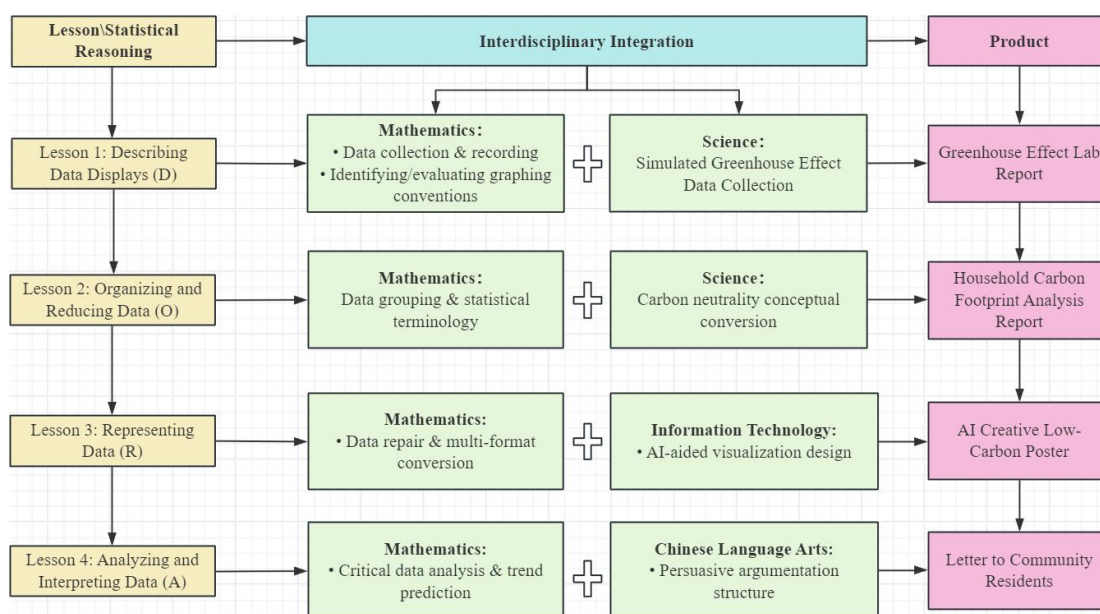 Lesson\Statistical
Reasoning
Interdisciplinary Integration
Product
Lesson 1: Describing
Data Displays (D)
Mathematics:
• Data collection & recording
• Identifying/evaluating graphing
conventions
Science:
Simulated Greenhouse Effect
Data Collection
Greenhouse Effect Lab
Report
Lesson 2: Organizing and
Reducing Data (O)
Mathematics:
Data grouping & statistical
terminology
Science:
Carbon neutrality conceptual
conversion
Household Carbon
Footprint Analysis
Report
Lesson 3: Representing
Data (R)
Mathematics:
• Data repair & multi-format
conversion
Information Technology:
• AI-aided visualization design
AI Creative Low-
Carbon Poster
Lesson 4: Analyzing and
Interpreting Data (A)
Mathematics:
• Critical data analysis & trend
prediction
Chinese Language Arts:
• Persuasive argumentation
structure
Letter to Community
Residents